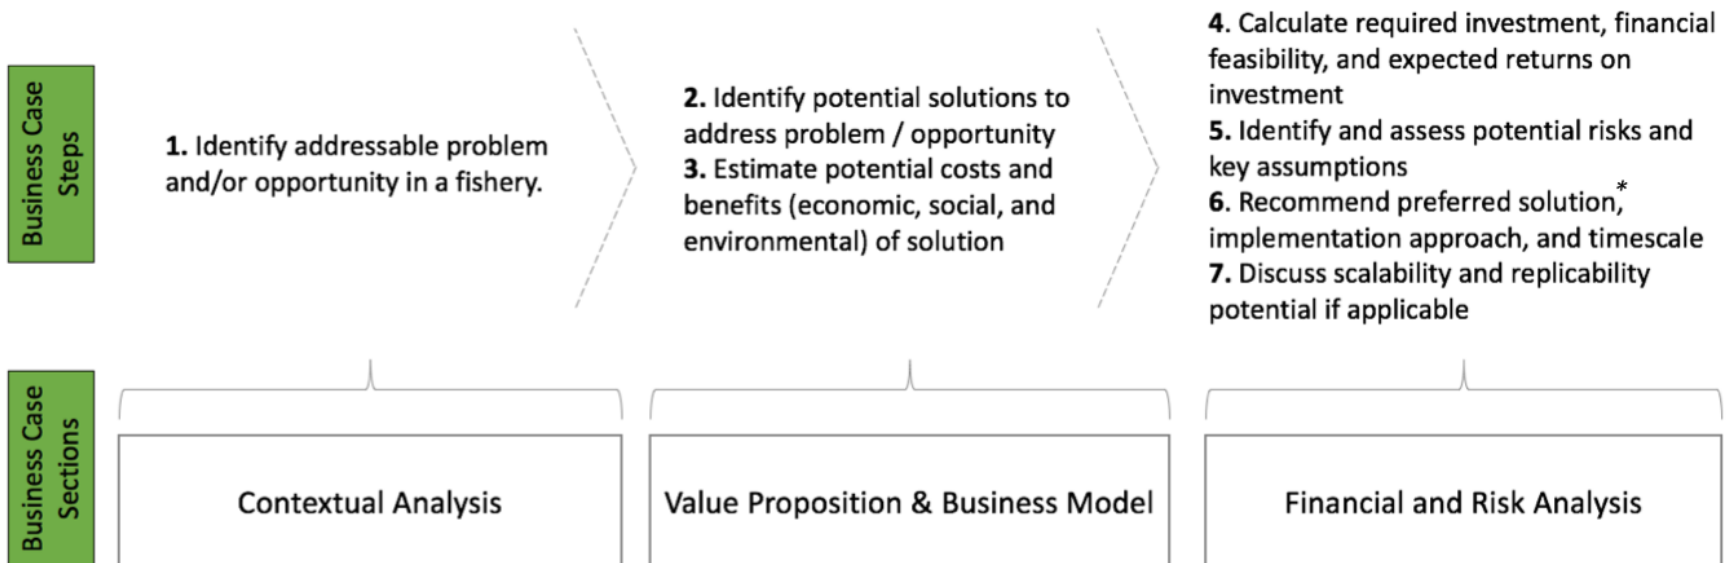 Business Case
Steps
1. Identify addressable problem
and/or opportunity in a fishery.
2. Identify potential solutions to
address problem / opportunity
3. Estimate potential costs and
benefits (economic, social, and
environmental) of solution
4. Calculate required investment, financial
feasibility, and expected returns on
investment
5. Identify and assess potential risks and
key assumptions
6. Recommend preferred solution,*
implementation approach, and timescale
7. Discuss scalability and replicability
potential if applicable
Business Case
Sections
Contextual Analysis
Value Proposition & Business Model
Financial and Risk Analysis